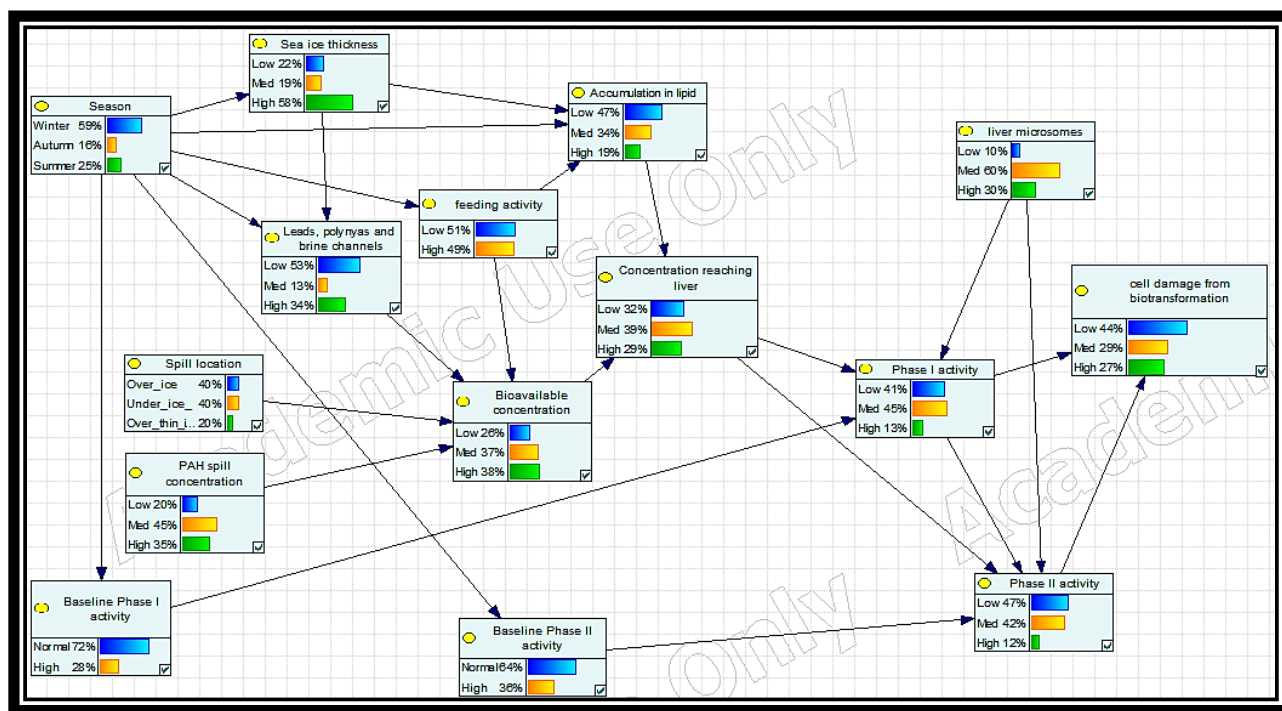 Sea ice thickness
Low 22%
Med 19%
High 58%
Season
Winter 59%
Autumn 16%
Summer 25%
Accumulation in lipid
Low 47%
Med 34%
High 19%
liver microsomes
Low 10%
Med 60%
High 30%
feeding activity
Low 51%
High 49%
Leads, polynyas and
brine channels
Low 53%
Med 13%
High 34%
Concentration reaching
liver
Low 32%
Med 39%
High 29%
cell damage from
biotransformation
Low 44%
Med 29%
High 27%
Spill location
Over_ice 40%
Under_ice_ 40%
Over_thin_i... 20%
Phase I activity
Low 41%
Med 45%
High 13%
Bioavailable
concentration
Low 26%
Med 37%
High 38%
PAH spill
concentration
Low 20%
Med 45%
High 35%
Baseline Phase I
activity
Normal 72%
High 28%
Baseline Phase II
activity
Normal 64%
High 36%
Phase II activity
Low 47%
Med 42%
High 12%
Academic Use Only
Academi
Only